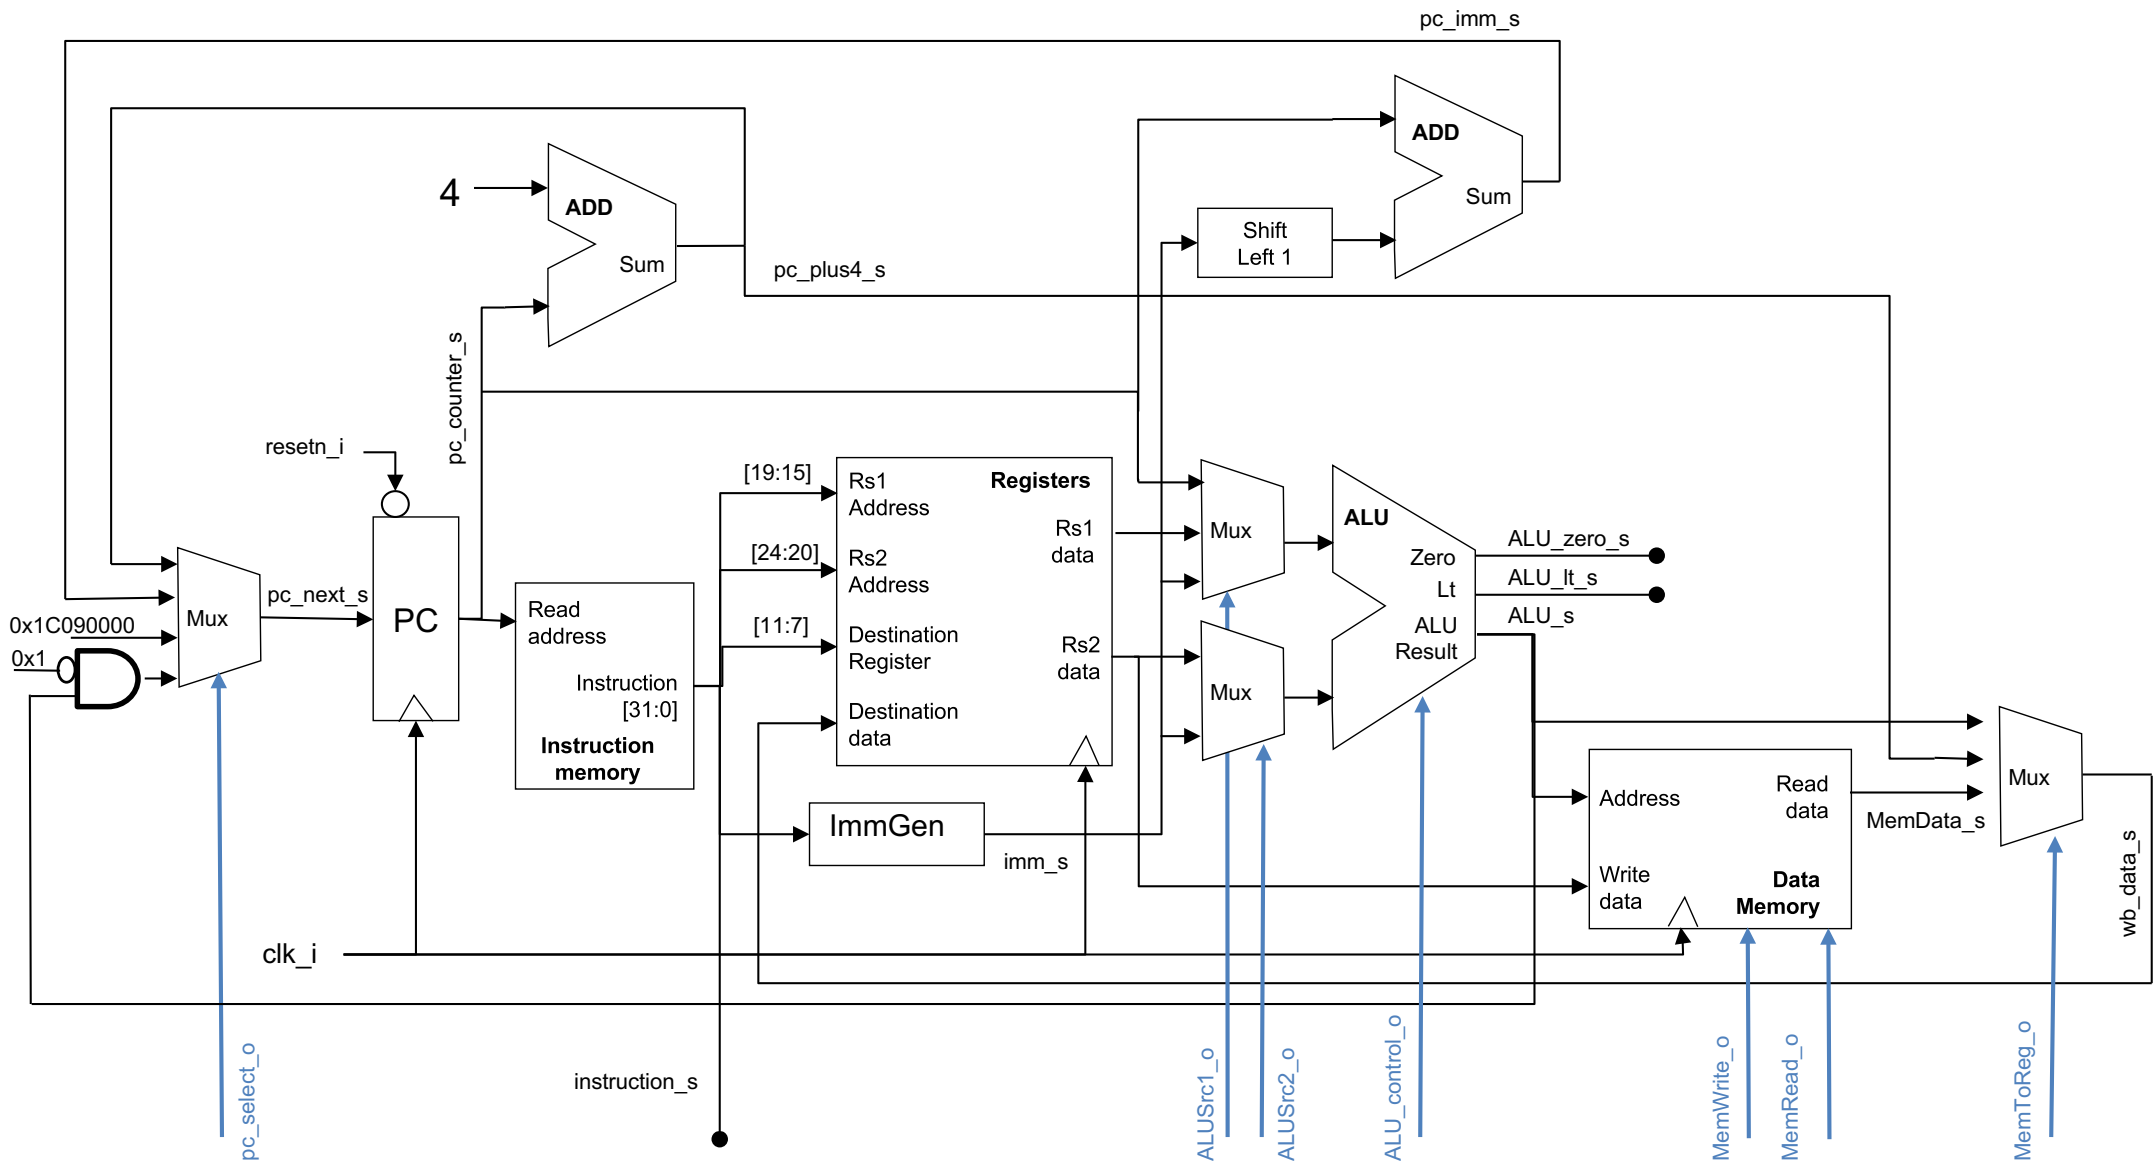 pc_imm_s
ADD
Sum
4
ADD
Sum
Shift
Left 1
pc_plus4_s
pc_counter_s
resetn_i
[19:15]
Rs1
Address
Registers
Rs1
data
[24:20]
Rs2
Address
[11:7]
Destination
Register
Rs2
data
Destination
data
Mux
Mux
ALU
Zero
Lt
ALU
Result
ALU_zero_s
ALU_lt_s
ALU_s
pc_next_s
Mux
0x1C090000
0x1
PC
Read
address
Instruction
[31:0]
Instruction
memory
ImmGen
imm_s
Address
Read
data
MemData_s
Write
data
Data
Memory
Mux
wb_data_s
clk_i
instruction_s
pc_select_o
ALUSrc1_o
ALUSrc2_o
ALU_control_o
MemWrite_o
MemRead_o
MemToReg_o